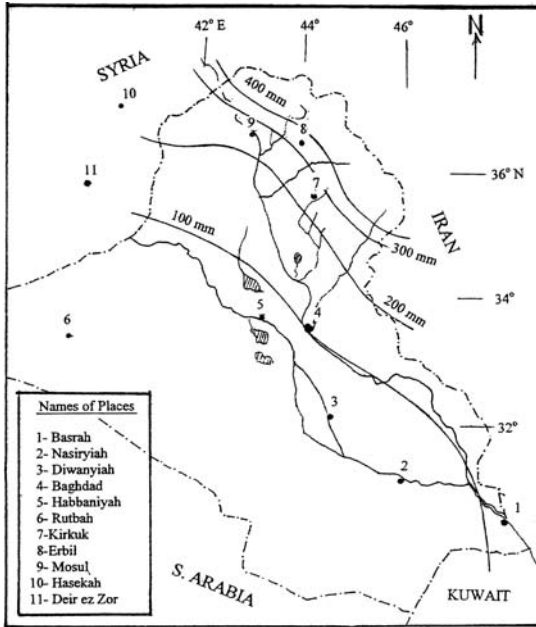 42° E
44°
46°
N
SYRIA
400 mm
10
9
8
11
36° N
7
IRAN
100 mm
300 mm
200 mm
34°
5
4
6
Names of Places
1- Basrah
2- Nasiryiah
3- Diwanyiah
4- Baghdad
5- Habbaniyah
6- Rutbah
7-Kirkuk
8-Erbil
9- Mosul
10- Hasekah
11- Deir ez Zor
3
32°
2
1
S. ARABIA
KUWAIT